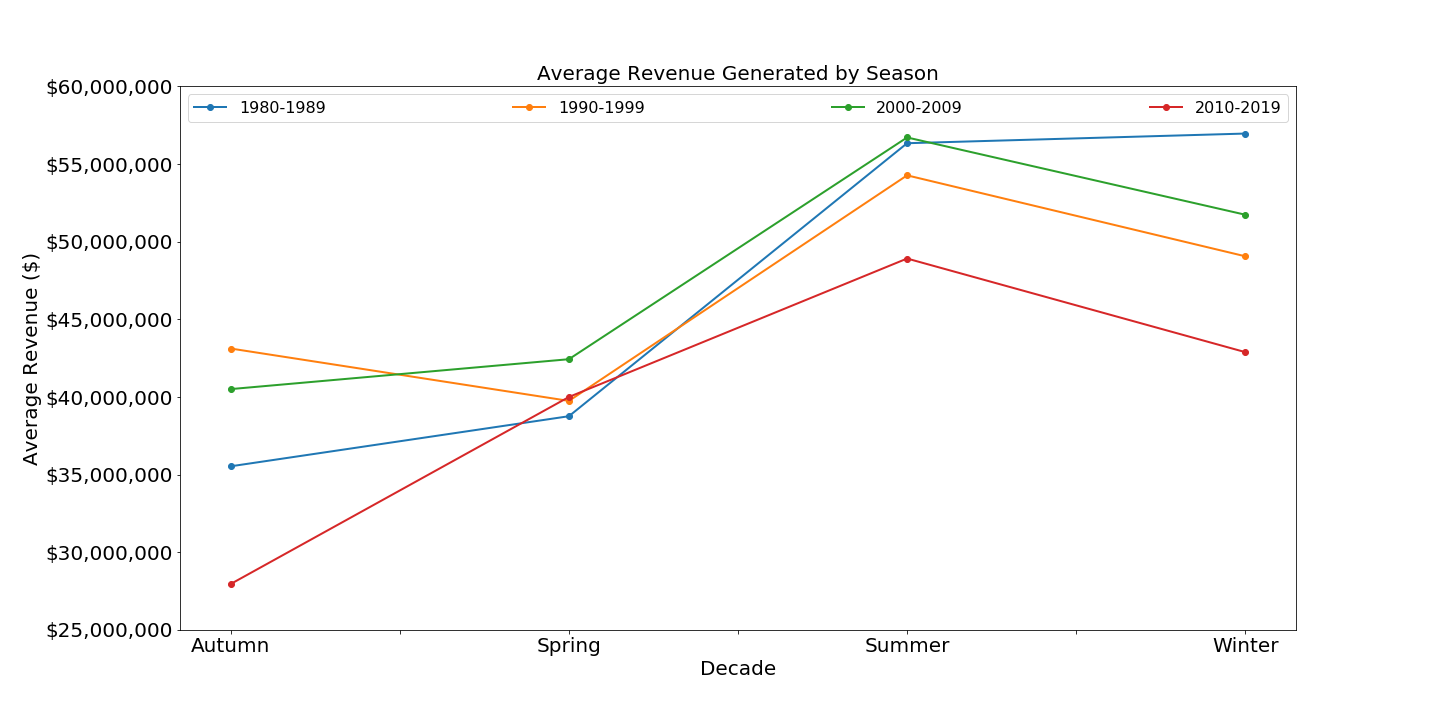 Average Revenue Generated by Season
$60,000,000
1980-1989 1990-1999 2000-2009 2010-2019
$55,000,000
$50,000,000
$45,000,000
$40,000,000
$35,000,000
$30,000,000
$25,000,000
Average Revenue ($)
Autumn Spring Summer Winter
Decade